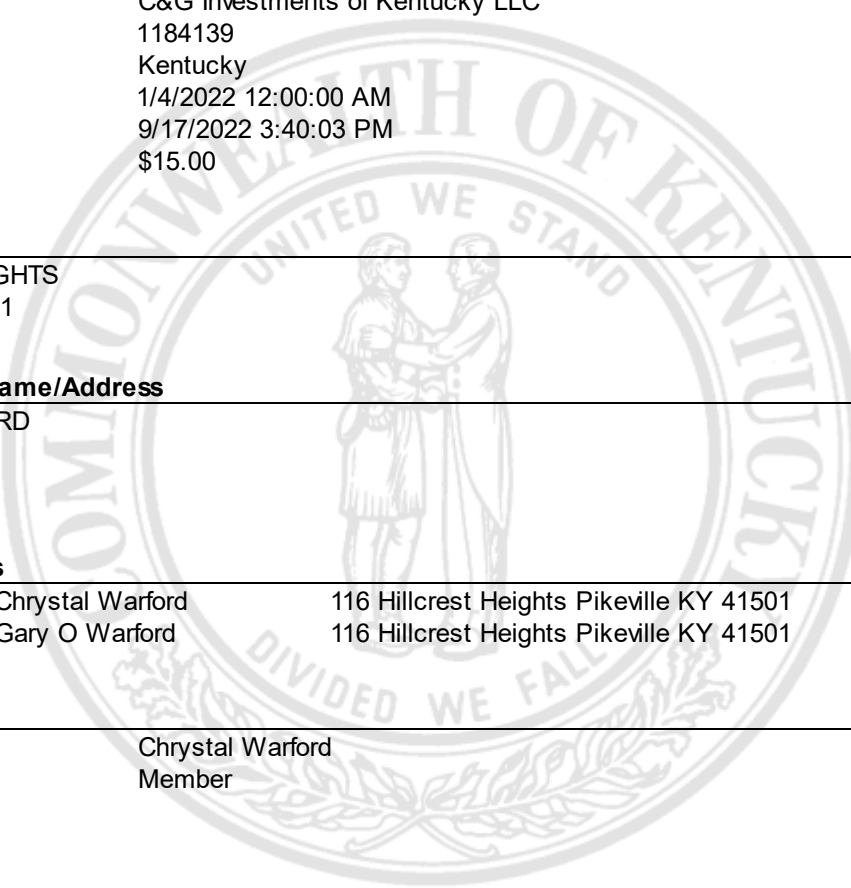 C&G Investments of Kentucky LLC
1184139
Kentucky
1/4/2022 12:00:00 AM
9/17/2022 3:40:03 PM
$15.00
GHTS
1
ame/Address
RD
s
Chrystal Warford 116 Hillcrest Heights Pikeville KY 41501
Gary O Warford 116 Hillcrest Heights Pikeville KY 41501
Chrystal Warford
Member
COMMONWEALTH OF KENTUCKY
UNITED WE STAND
DIVIDED WE FALL